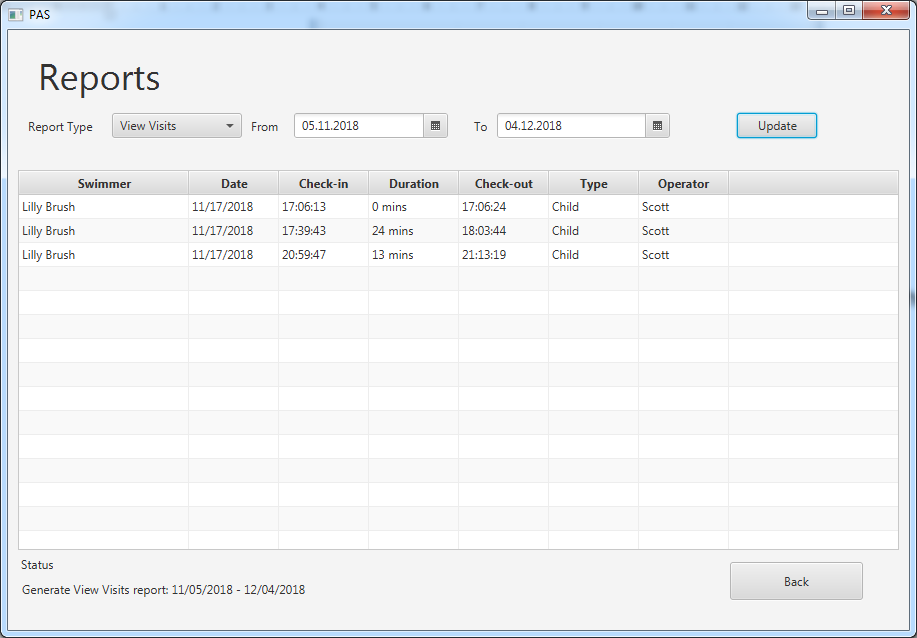 PAS
Reports
Report Type View Visits From 05.11.2018 To 04.12.2018 Update
Swimmer Date Check-in Duration Check-out Type Operator
Lilly Brush 11/17/2018 17:06:13 0 mins 17:06:24 Child Scott
Lilly Brush 11/17/2018 17:39:43 24 mins 18:03:44 Child Scott
Lilly Brush 11/17/2018 20:59:47 13 mins 21:13:19 Child Scott
Status
Generate View Visits report: 11/05/2018 - 12/04/2018
Back